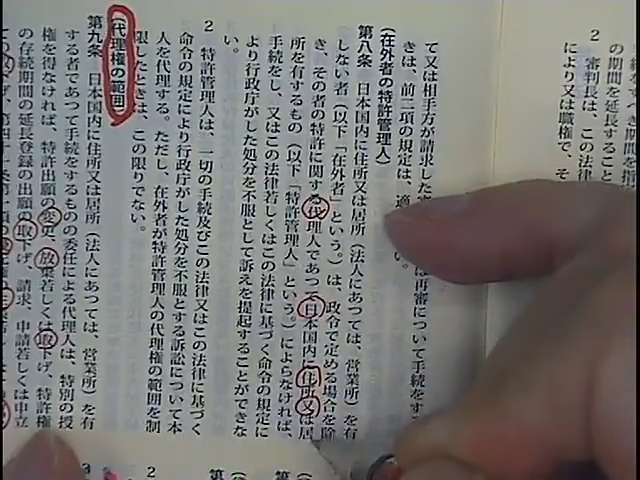 の期間を延長すること
2　審判長は、この法律
により又は職権で、そ
て又は相手方が請求した
は再審について手続をす
きは、前二項の規定は、適
い。
（在外者の特許管理人）
第八条　日本国内に住所又は居所（法人にあつては、営業所）を有
しない者（以下「在外者」という。）は、政令で定める場合を除
き、その者の特許に関する代理人であつて日本国内に住所又は居
所を有するもの（以下「特許管理人」という。）によらなければ、
手続をし、又はこの法律若しくはこの法律に基づく命令の規定に
より行政庁がした処分を不服として訴えを提起することができな
い。
2　特許管理人は、一切の手続及びこの法律又はこの法律に基づく
命令の規定により行政庁がした処分を不服とする訴訟について本
人を代理する。ただし、在外者が特許管理人の代理権の範囲を制
限したときは、この限りでない。
（代理権の範囲）
第九条　日本国内に住所又は居所（法人にあつては、営業所）を有
する者であつて手続をするものの委任による代理人は、特別の授
権を得なければ、特許出願の変更、放棄若しくは取下げ、特許権
の存続期間の延長登録の出願の取下げ、請求、申請若しくは申立
2